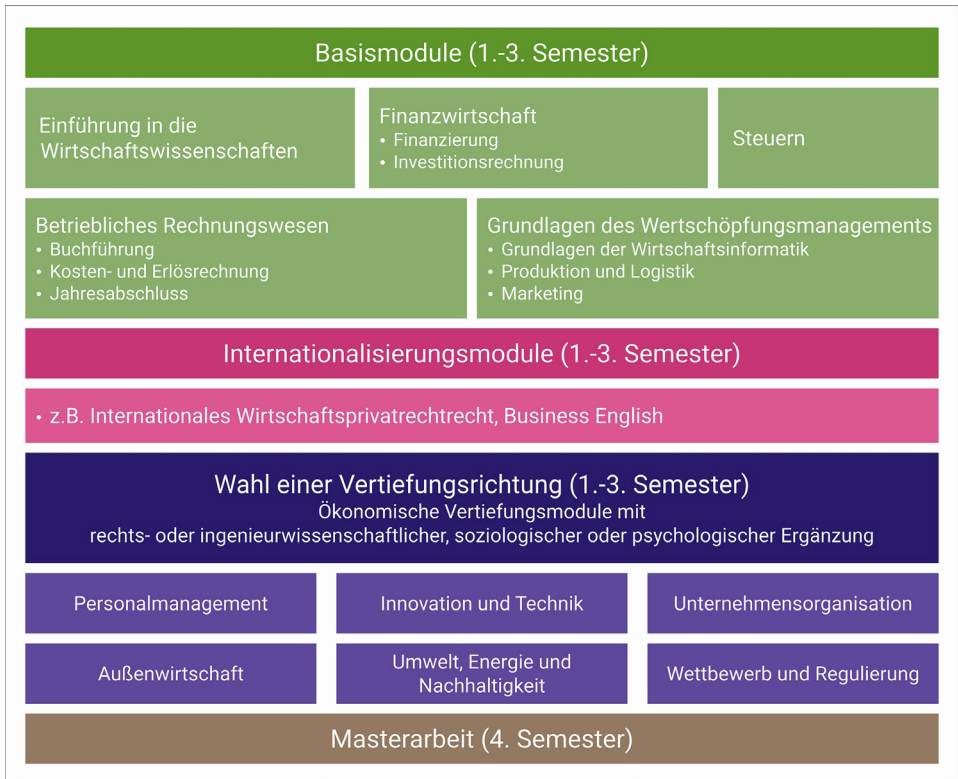 Basismodule (1.-3. Semester)
Einführung in die
Wirtschaftswissenschaften
Finanzwirtschaft
• Finanzierung
• Investitionsrechnung
Steuern
Betriebliches Rechnungswesen
• Buchführung
• Kosten- und Erlösrechnung
• Jahresabschluss
Grundlagen des Wertschöpfungsmanagements
• Grundlagen der Wirtschaftsinformatik
• Produktion und Logistik
• Marketing
Internationalisierungsmodule (1.-3. Semester)
• z.B. Internationales Wirtschaftsprivatrechtrecht, Business English
Wahl einer Vertiefungsrichtung (1.-3. Semester)
Ökonomische Vertiefungsmodule mit
rechts- oder ingenieurwissenschaftlicher, soziologischer oder psychologischer Ergänzung
Personalmanagement
Innovation und Technik
Unternehmensorganisation
Außenwirtschaft
Umwelt, Energie und
Nachhaltigkeit
Wettbewerb und Regulierung
Masterarbeit (4. Semester)